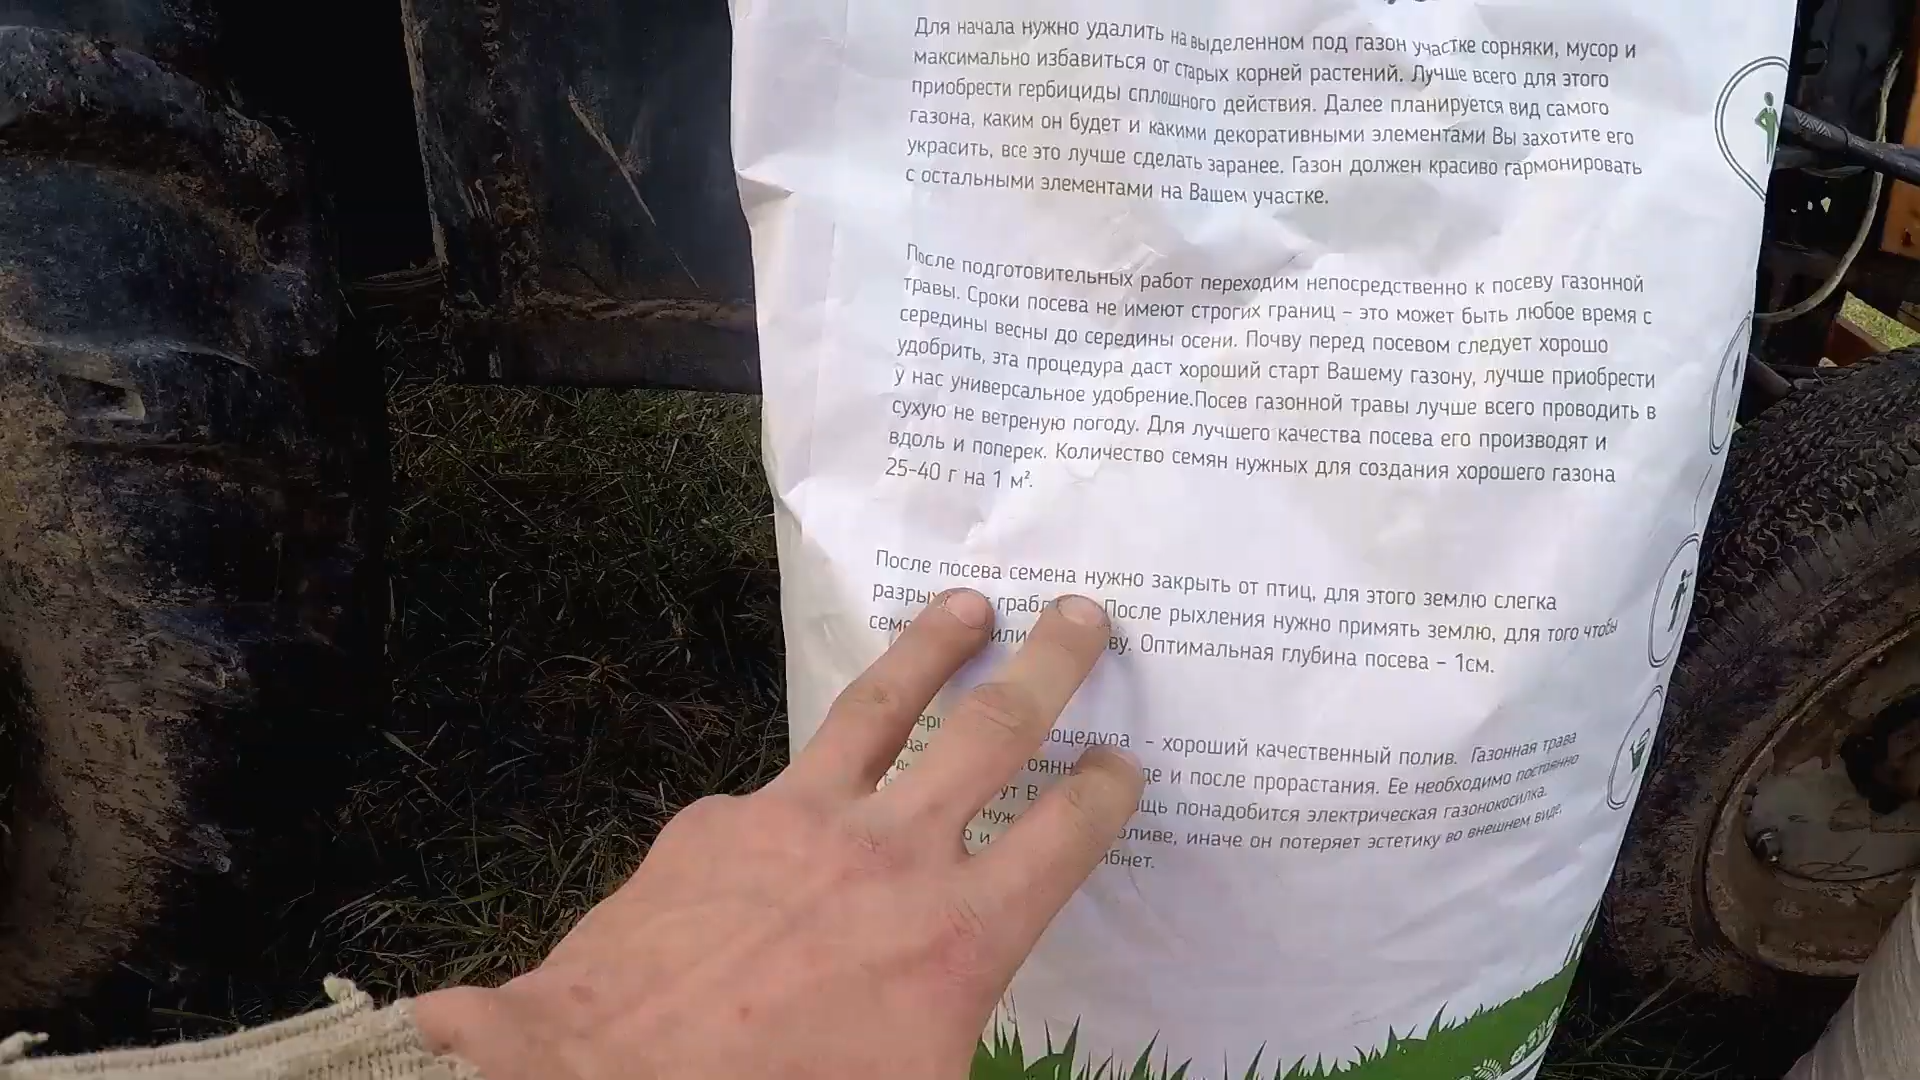 Для начала нужно удалить на выделенном под газон участке сорняки, мусор и
максимально избавиться от старых корней растений. Лучше всего для этого
приобрести гербициды сплошного действия. Далее планируется вид самого
газона, каким он будет и какими декоративными элементами Вы захотите его
украсить, все это лучше сделать заранее. Газон должен красиво гармонировать
с остальными элементами на Вашем участке.
После подготовительных работ переходим непосредственно к посеву газонной
травы. Сроки посева не имеют строгих границ – это может быть любое время с
середины весны до середины осени. Почву перед посевом следует хорошо
удобрить, эта процедура даст хороший старт Вашему газону, лучше приобрести
у нас универсальное удобрение.Посев газонной травы лучше всего проводить в
сухую не ветреную погоду. Для лучшего качества посева его производят и
вдоль и поперек. Количество семян нужных для создания хорошего газона
25-40 г на 1 м².
После посева семена нужно закрыть от птиц, для этого землю слегка
После рыхления нужно примять землю, для того чтобы
Оптимальная глубина посева – 1см.
– хороший качественный полив. Газонная трава
и после прорастания. Ее необходимо постоянно
понадобится электрическая газонокосилка.
иначе он потеряет эстетику во внешнем виде,